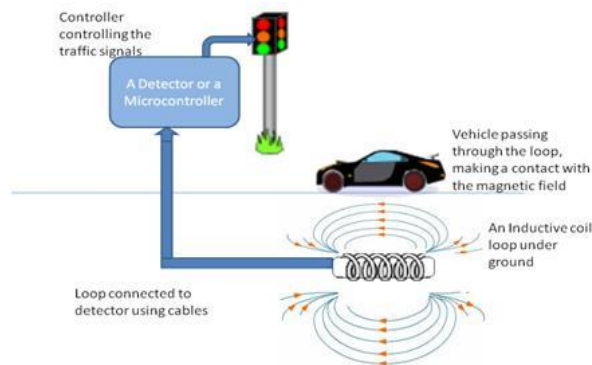 Controller
controlling the
traffic signals
A Detector or a
Microcontroller
Vehicle passing
through the loop,
making a contact with
the magnetic field
An Inductive coil
loop under
ground
Loop connected to
detector using cables